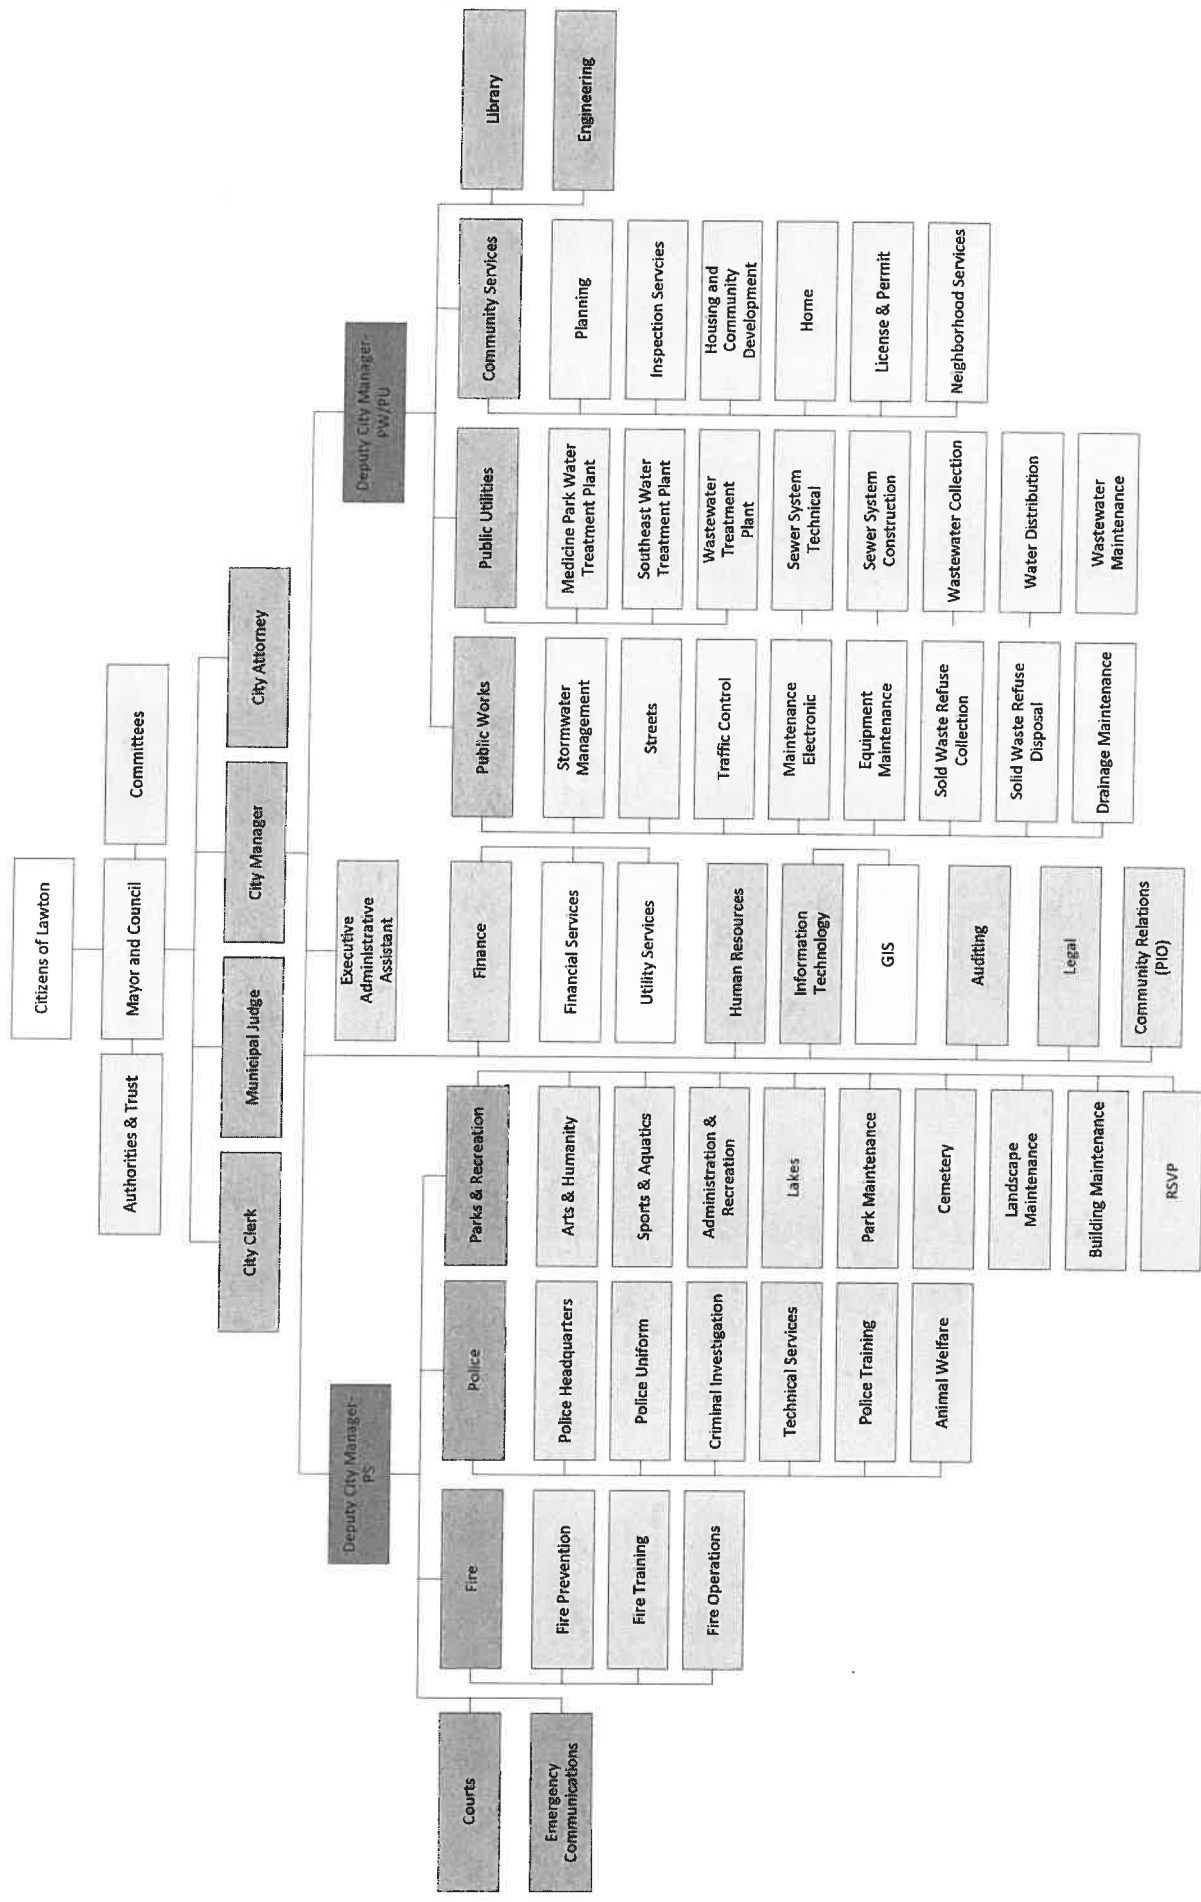 Citizens of Lawton
Authorities & Trust
Mayor and Council
Committees
City Clerk
Municipal Judge
City Manager
City Attorney
Deputy City Manager-
PS
Executive
Administrative
Assistant
Deputy City Manager-
PW/PU
Courts
Emergency
Communications
Fire
Fire Prevention
Fire Training
Fire Operations
Police
Police Headquarters
Police Uniform
Criminal Investigation
Technical Services
Police Training
Animal Welfare
Parks & Recreation
Arts & Humanity
Sports & Aquatics
Administration &
Recreation
Lakes
Park Maintenance
Cemetery
Landscape
Maintenance
Building Maintenance
RSVP
Finance
Financial Services
Utility Services
Human Resources
Information
Technology
GIS
Auditing
Legal
Community Relations
(PIO)
Public Works
Stormwater
Management
Streets
Traffic Control
Maintenance
Electronic
Equipment
Maintenance
Sold Waste Refuse
Collection
Solid Waste Refuse
Disposal
Drainage Maintenance
Public Utilities
Medicine Park Water
Treatment Plant
Southeast Water
Treatment Plant
Wastewater
Treatment
Plant
Sewer System
Technical
Sewer System
Construction
Wastewater Collection
Water Distribution
Wastewater
Maintenance
Community Services
Planning
Inspection Servcies
Housing and
Community
Development
Home
License & Permit
Neighborhood Services
Library
Engineering